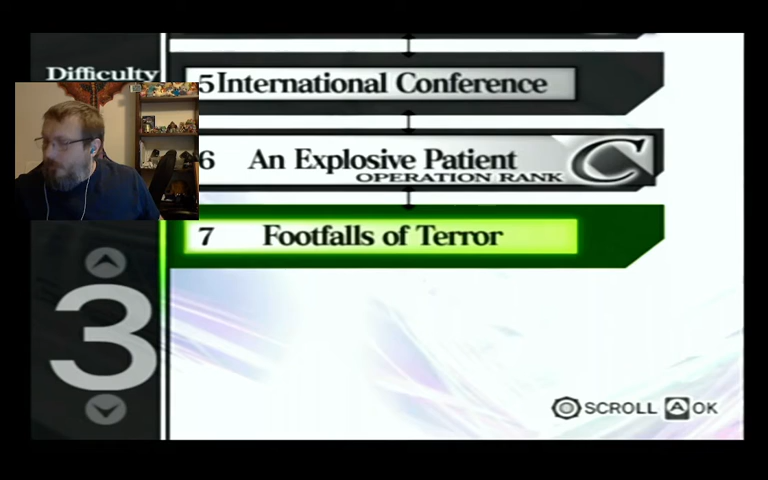 Difficulty
5 International Conference
6 An Explosive Patient
OPERATION RANK C
7 Footfalls of Terror
3
SCROLL A OK